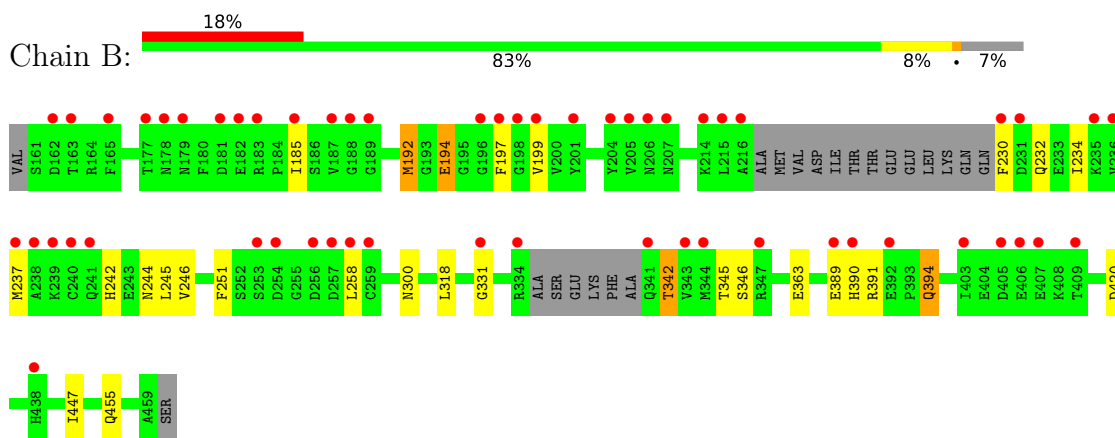 18%
Chain B:
83% 8% • 7%
VAL S161 D162 T163 R164 F165 T177 N178 N179 F180 D181 E182 R183 P184 I185 S186 V187 G188 G189 M192 G193 E194 G195 G196 F197 G198 V199 V200 Y201 Y204 V205 N206 N207 K214 L215 A216 ALA MET VAL ASP ILE THR THR GLU GLU LEU LYS GLN GLN F230 D231 Q232 E233 I234 K235 V236
M237 A238 K239 C240 Q241 H242 E243 N244 L245 V246 F251 S252 S253 D254 G255 D256 D257 L258 C259 N300 L318 G331 R334 ALA SER GLU LYS PHE ALA Q341 T342 V343 M344 T345 S346 R347 E363 E389 H390 R391 E392 P393 Q394 I403 E404 D405 E406 E407 K408 T409
H438 I447 Q455 A459 SER